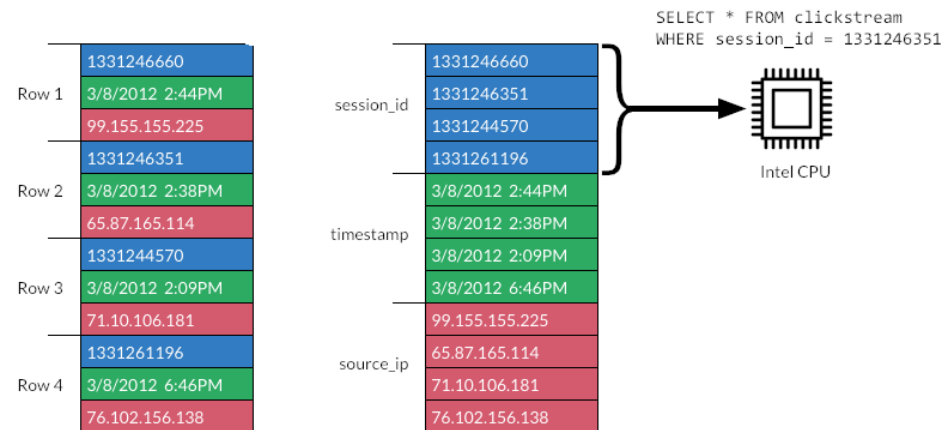 SELECT * FROM clickstream
WHERE session_id = 1331246351
Intel CPU
Row 1
1331246660
3/8/2012 2:44PM
99.155.155.225
Row 2
1331246351
3/8/2012 2:38PM
65.87.165.114
Row 3
1331244570
3/8/2012 2:09PM
71.10.106.181
Row 4
1331261196
3/8/2012 6:46PM
76.102.156.138
session_id
1331246660
1331246351
1331244570
1331261196
timestamp
3/8/2012 2:44PM
3/8/2012 2:38PM
3/8/2012 2:09PM
3/8/2012 6:46PM
source_ip
99.155.155.225
65.87.165.114
71.10.106.181
76.102.156.138